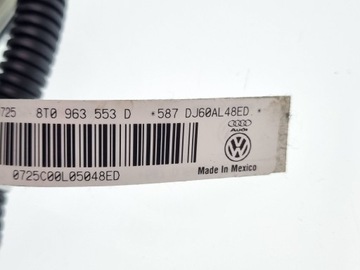 725 8T0 963 553 D *587 DJ60AL48ED *
Audi
Made In Mexico
0725C00L05048ED